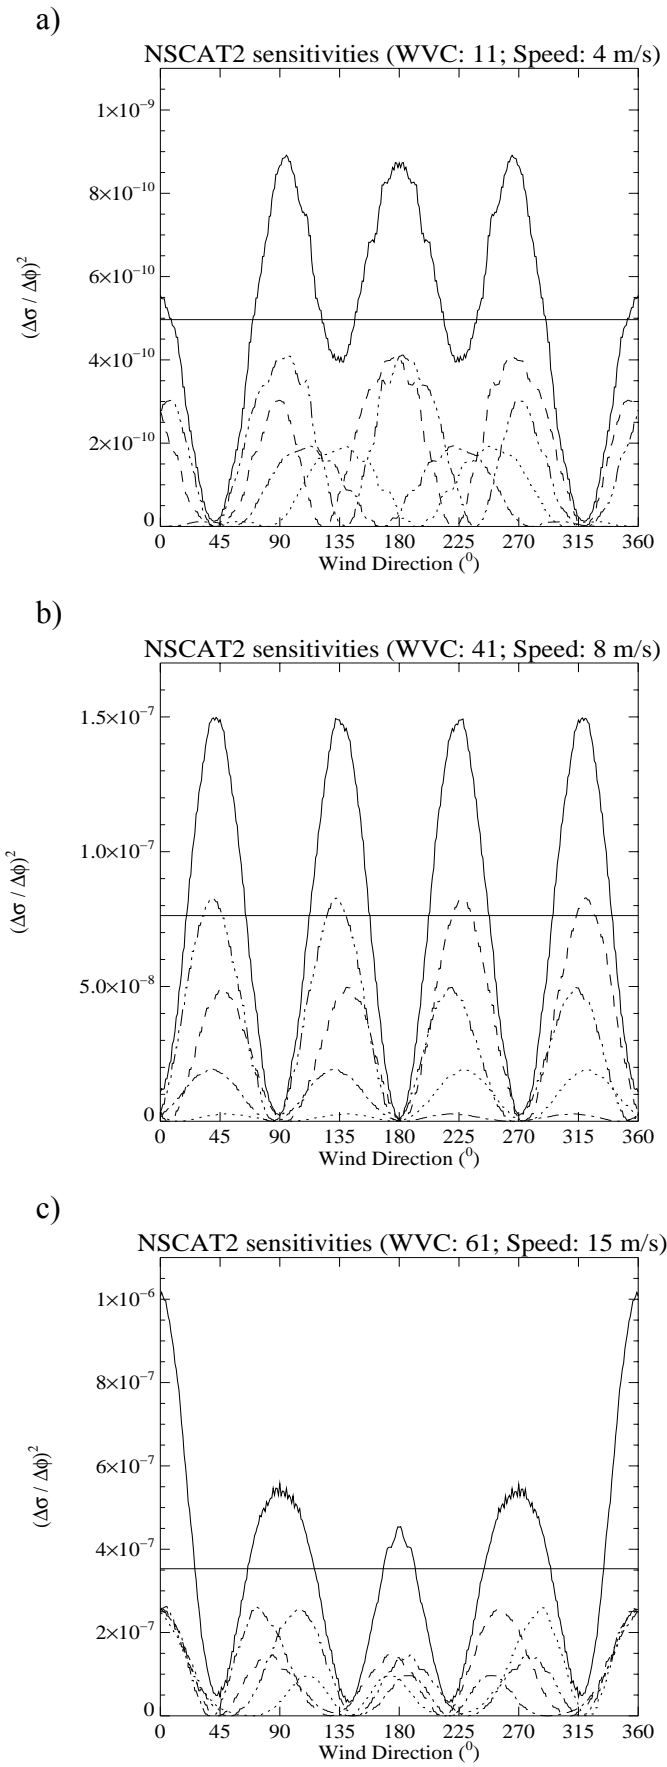 a)
NSCAT2 sensitivities (WVC: 11; Speed: 4 m/s)
1×10⁻⁹
8×10⁻¹⁰
6×10⁻¹⁰
4×10⁻¹⁰
2×10⁻¹⁰
0
(Δσ / Δϕ)²
0 45 90 135 180 225 270 315 360
Wind Direction (⁰)
b)
NSCAT2 sensitivities (WVC: 41; Speed: 8 m/s)
1.5×10⁻⁷
1.0×10⁻⁷
5.0×10⁻⁸
0
(Δσ / Δϕ)²
0 45 90 135 180 225 270 315 360
Wind Direction (⁰)
c)
NSCAT2 sensitivities (WVC: 61; Speed: 15 m/s)
1×10⁻⁶
8×10⁻⁷
6×10⁻⁷
4×10⁻⁷
2×10⁻⁷
0
(Δσ / Δϕ)²
0 45 90 135 180 225 270 315 360
Wind Direction (⁰)